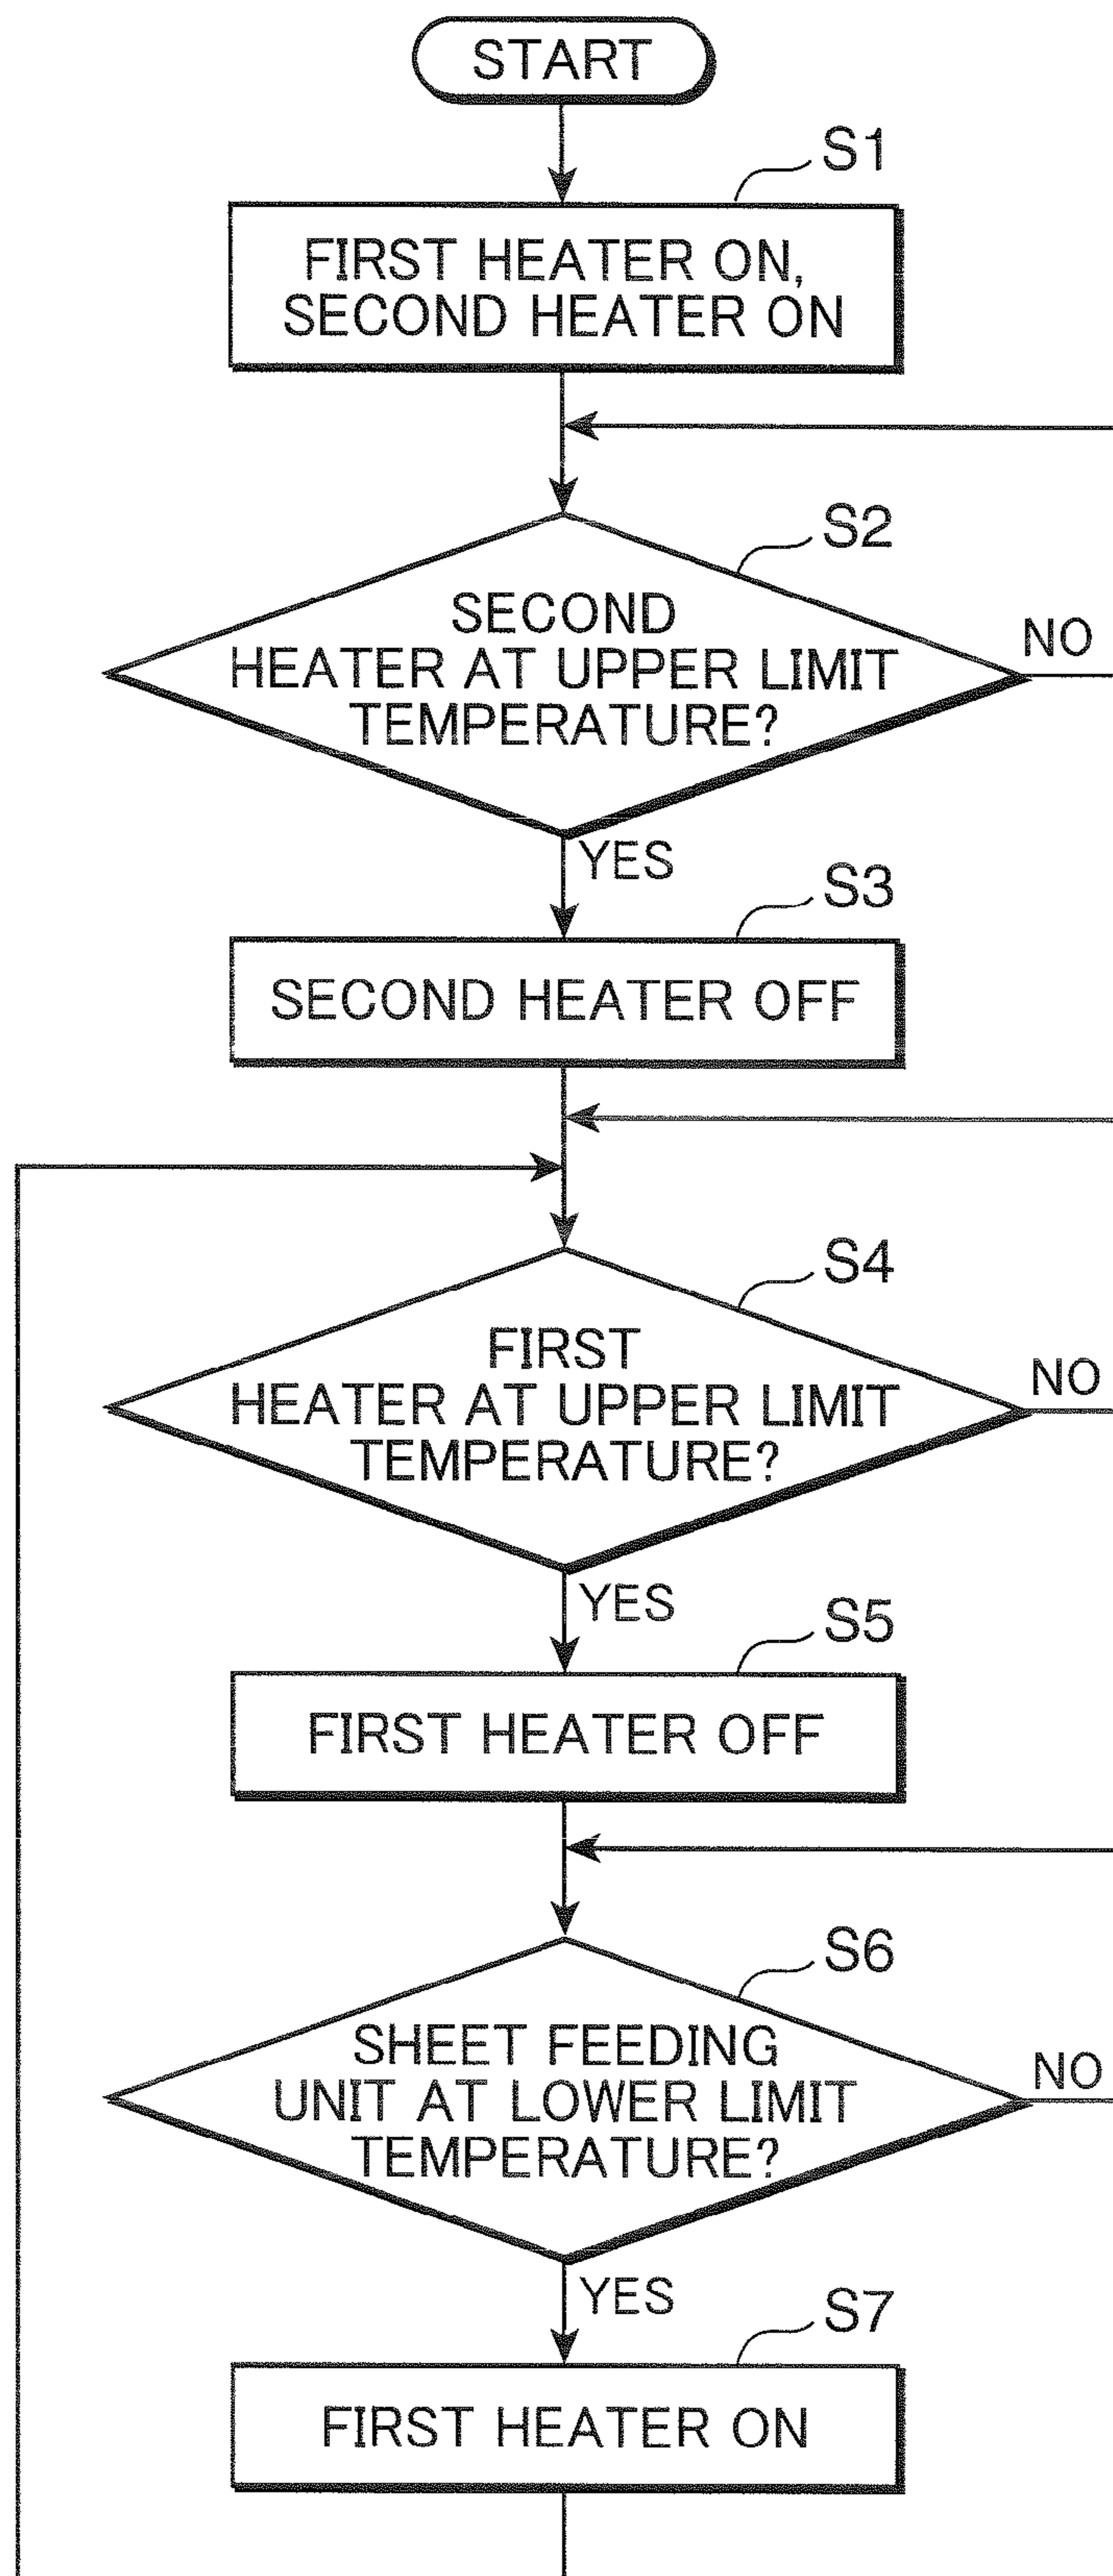 START
S1
FIRST HEATER ON,
SECOND HEATER ON
S2
SECOND
HEATER AT UPPER LIMIT
TEMPERATURE?
NO
YES
S3
SECOND HEATER OFF
S4
FIRST
HEATER AT UPPER LIMIT
TEMPERATURE?
NO
YES
S5
FIRST HEATER OFF
S6
SHEET FEEDING
UNIT AT LOWER LIMIT
TEMPERATURE?
NO
YES
S7
FIRST HEATER ON